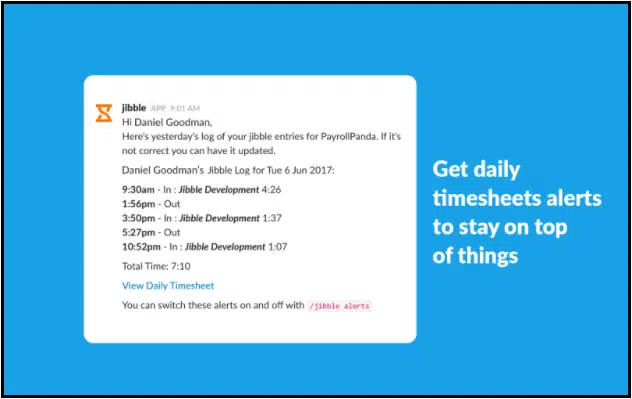 jibble APP 9:01 AM
Hi Daniel Goodman,
Here's yesterday's log of your jibble entries for PayrollPanda. If it's
not correct you can have it updated.
Daniel Goodman's Jibble Log for Tue 6 Jun 2017:
9:30am - In : Jibble Development 4:26
1:56pm - Out
3:50pm - In : Jibble Development 1:37
5:27pm - Out
10:52pm - In : Jibble Development 1:07
Total Time: 7:10
View Daily Timesheet
You can switch these alerts on and off with /jibble alerts
Get daily
timesheets alerts
to stay on top
of things